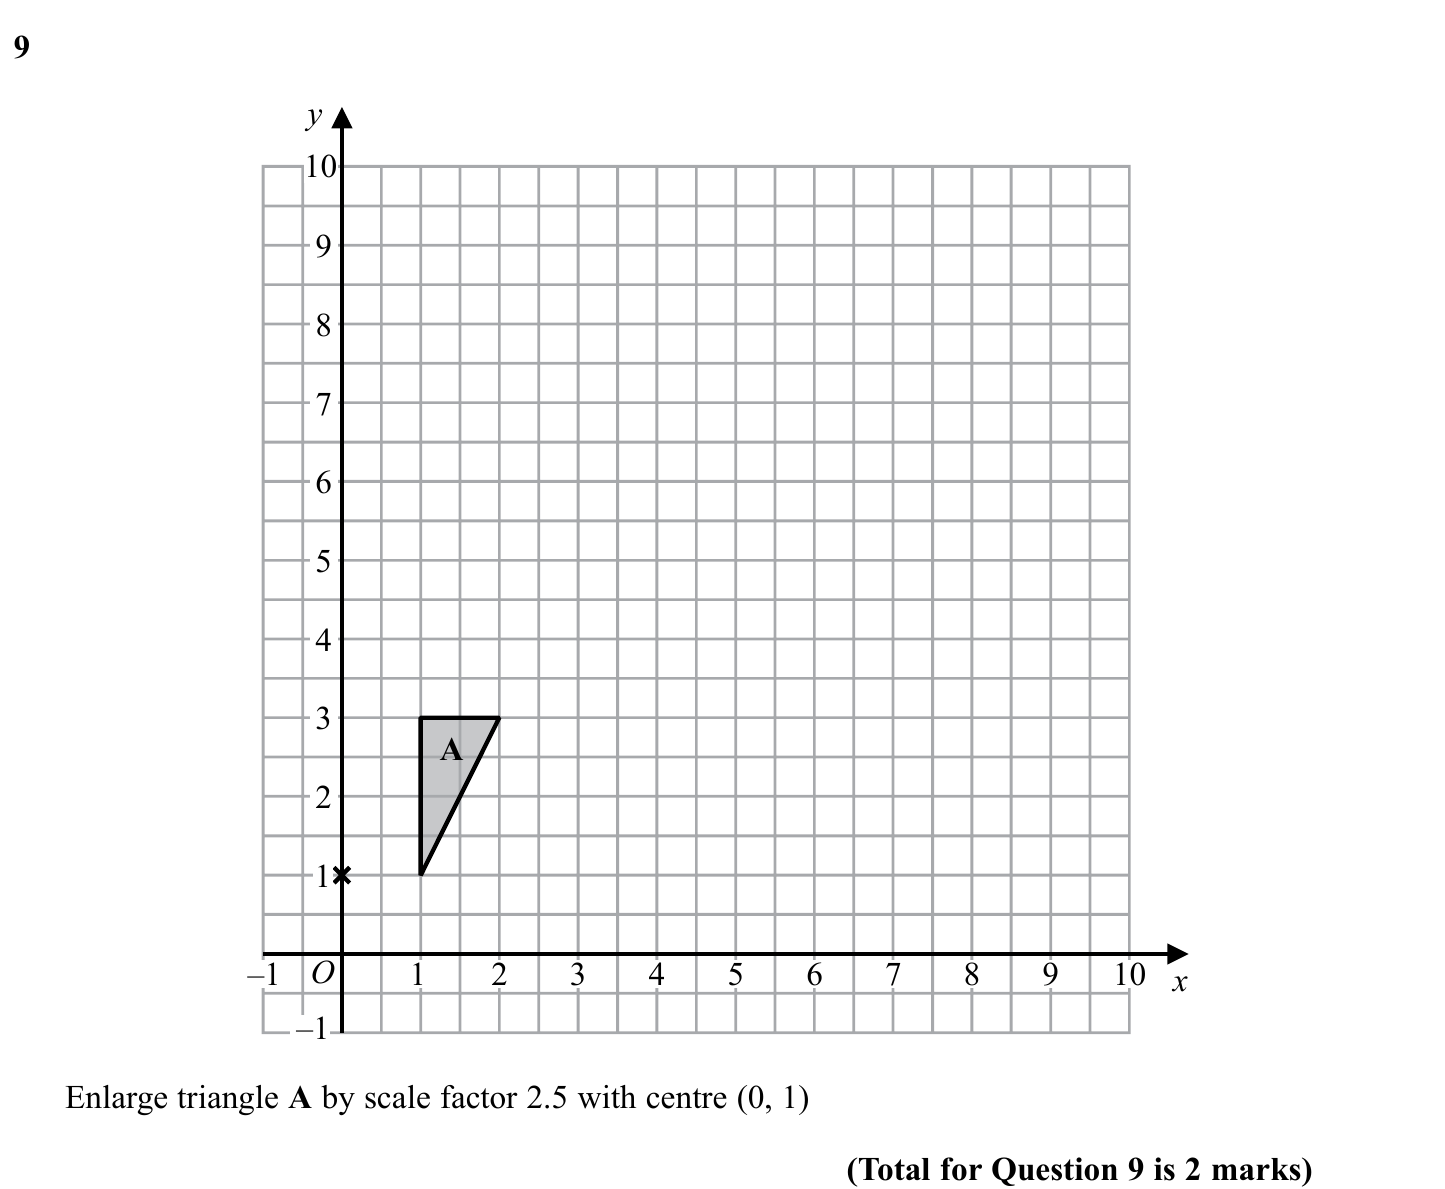 9
y
10
9
8
7
6
5
4
3
A
2
1
–1 O 1 2 3 4 5 6 7 8 9 10 x
–1
Enlarge triangle A by scale factor 2.5 with centre (0, 1)
(Total for Question 9 is 2 marks)